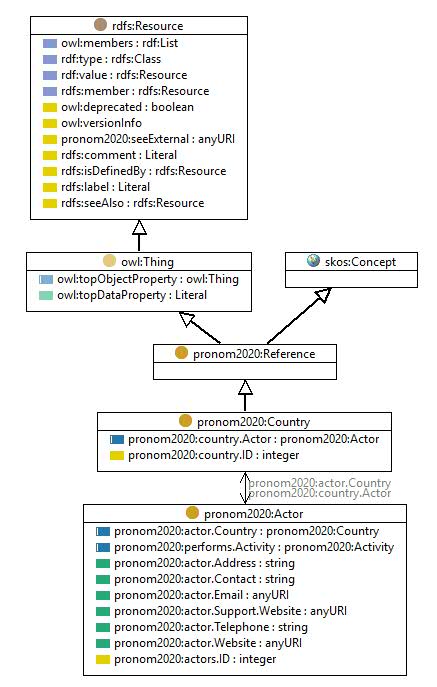 rdfs:Resource
owl:members : rdf:List
rdf:type : rdfs:Class
rdf:value : rdfs:Resource
rdfs:member : rdfs:Resource
owl:deprecated : boolean
owl:versionInfo
pronom2020:seeExternal : anyURI
rdfs:comment : Literal
rdfs:isDefinedBy : rdfs:Resource
rdfs:label : Literal
rdfs:seeAlso : rdfs:Resource
owl:Thing
owl:topObjectProperty : owl:Thing
owl:topDataProperty : Literal
skos:Concept
pronom2020:Reference
pronom2020:Country
pronom2020:country.Actor : pronom2020:Actor
pronom2020:country.ID : integer
pronom2020:actor.Country
pronom2020:country.Actor
pronom2020:Actor
pronom2020:actor.Country : pronom2020:Country
pronom2020:performs.Activity : pronom2020:Activity
pronom2020:actor.Address : string
pronom2020:actor.Contact : string
pronom2020:actor.Email : anyURI
pronom2020:actor.Support.Website : anyURI
pronom2020:actor.Telephone : string
pronom2020:actor.Website : anyURI
pronom2020:actors.ID : integer